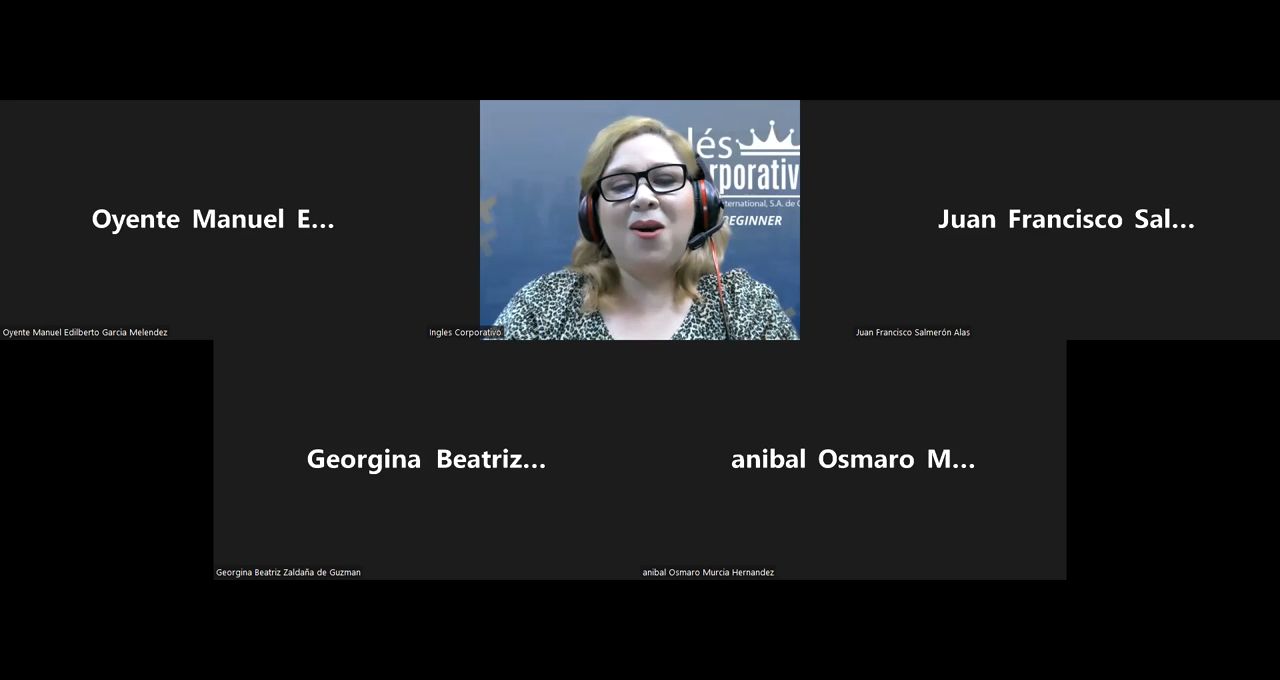 Oyente Manuel E...
lés
rporativ
nternational, S.A. de C
BEGINNER
Juan Francisco Sal...
Oyente Manuel Edilberto Garcia Melendez
Ingles Corporativo
Juan Francisco Salmerón Alas
Georgina Beatriz...
anibal Osmaro M...
Georgina Beatriz Zaldaña de Guzman
anibal Osmaro Murcia Hernandez